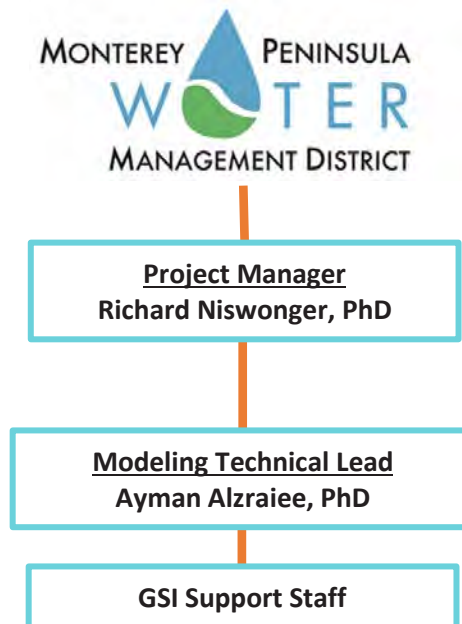 MONTEREY PENINSULA
WATER
MANAGEMENT DISTRICT
Project Manager
Richard Niswonger, PhD
Modeling Technical Lead
Ayman Alzraiee, PhD
GSI Support Staff